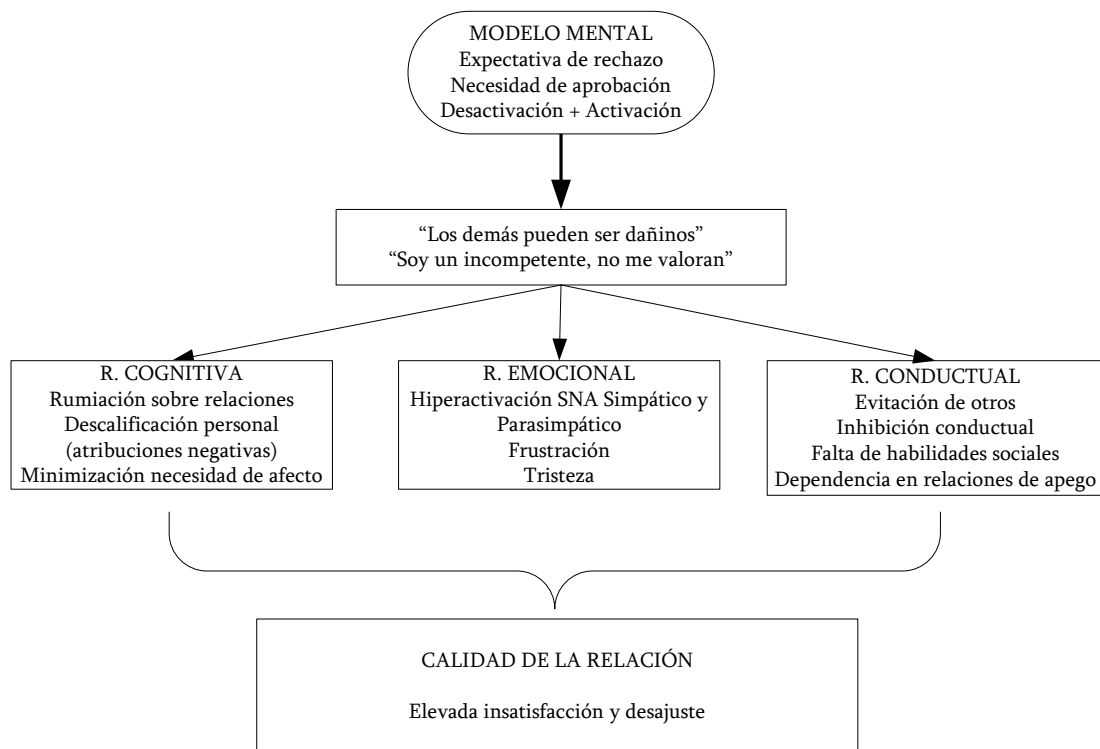 MODELO MENTAL
Expectativa de rechazo
Necesidad de aprobación
Desactivación + Activación
“Los demás pueden ser dañinos”
“Soy un incompetente, no me valoran”
R. COGNITIVA
Rumiación sobre relaciones
Descalificación personal
(atribuciones negativas)
Minimización necesidad de afecto
R. EMOCIONAL
Hiperactivación SNA Simpático y
Parasimpático
Frustración
Tristeza
R. CONDUCTUAL
Evitación de otros
Inhibición conductual
Falta de habilidades sociales
Dependencia en relaciones de apego
CALIDAD DE LA RELACIÓN
Elevada insatisfacción y desajuste